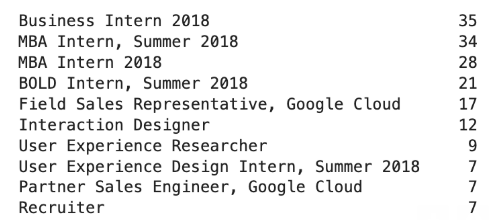 Business Intern 2018 35
MBA Intern, Summer 2018 34
MBA Intern 2018 28
BOLD Intern, Summer 2018 21
Field Sales Representative, Google Cloud 17
Interaction Designer 12
User Experience Researcher 9
User Experience Design Intern, Summer 2018 7
Partner Sales Engineer, Google Cloud 7
Recruiter 7